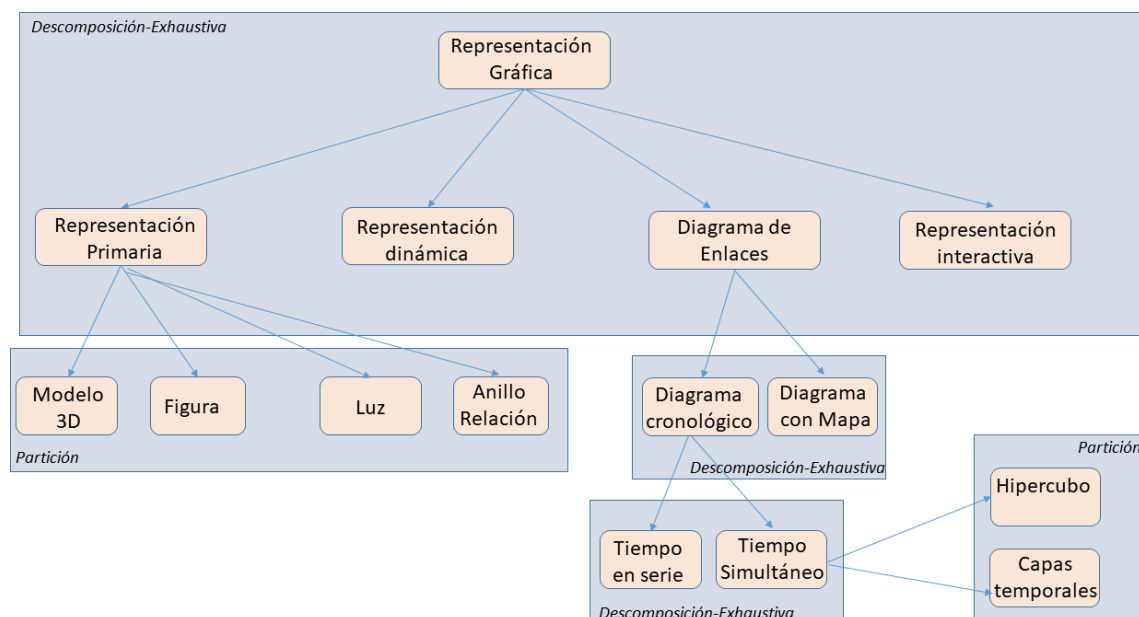 Descomposición-Exhaustiva
Representación
Gráfica
Representación
Primaria
Representación
dinámica
Diagrama de
Enlaces
Representación
interactiva
Modelo
3D
Figura
Luz
Anillo
Relación
Partición
Diagrama
cronológico
Diagrama
con Mapa
Descomposición-Exhaustiva
Partición
Hipercubo
Capas
temporales
Tiempo
en serie
Tiempo
Simultáneo
Descomposición-Exhaustiva